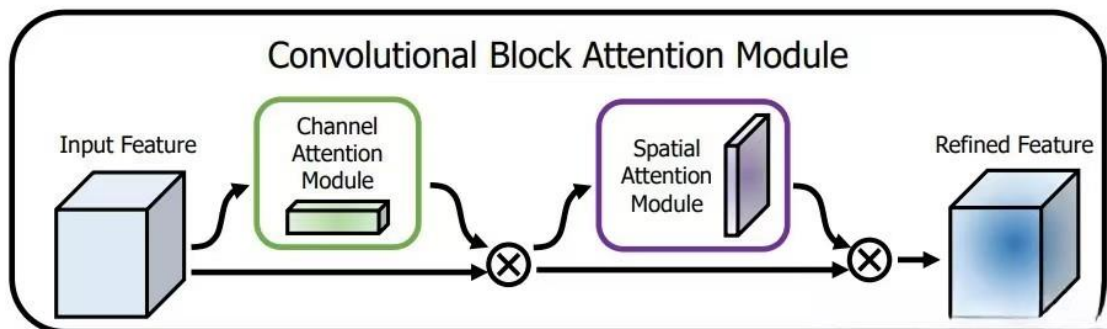 Convolutional Block Attention Module
Input Feature
Channel
Attention
Module
Spatial
Attention
Module
Refined Feature